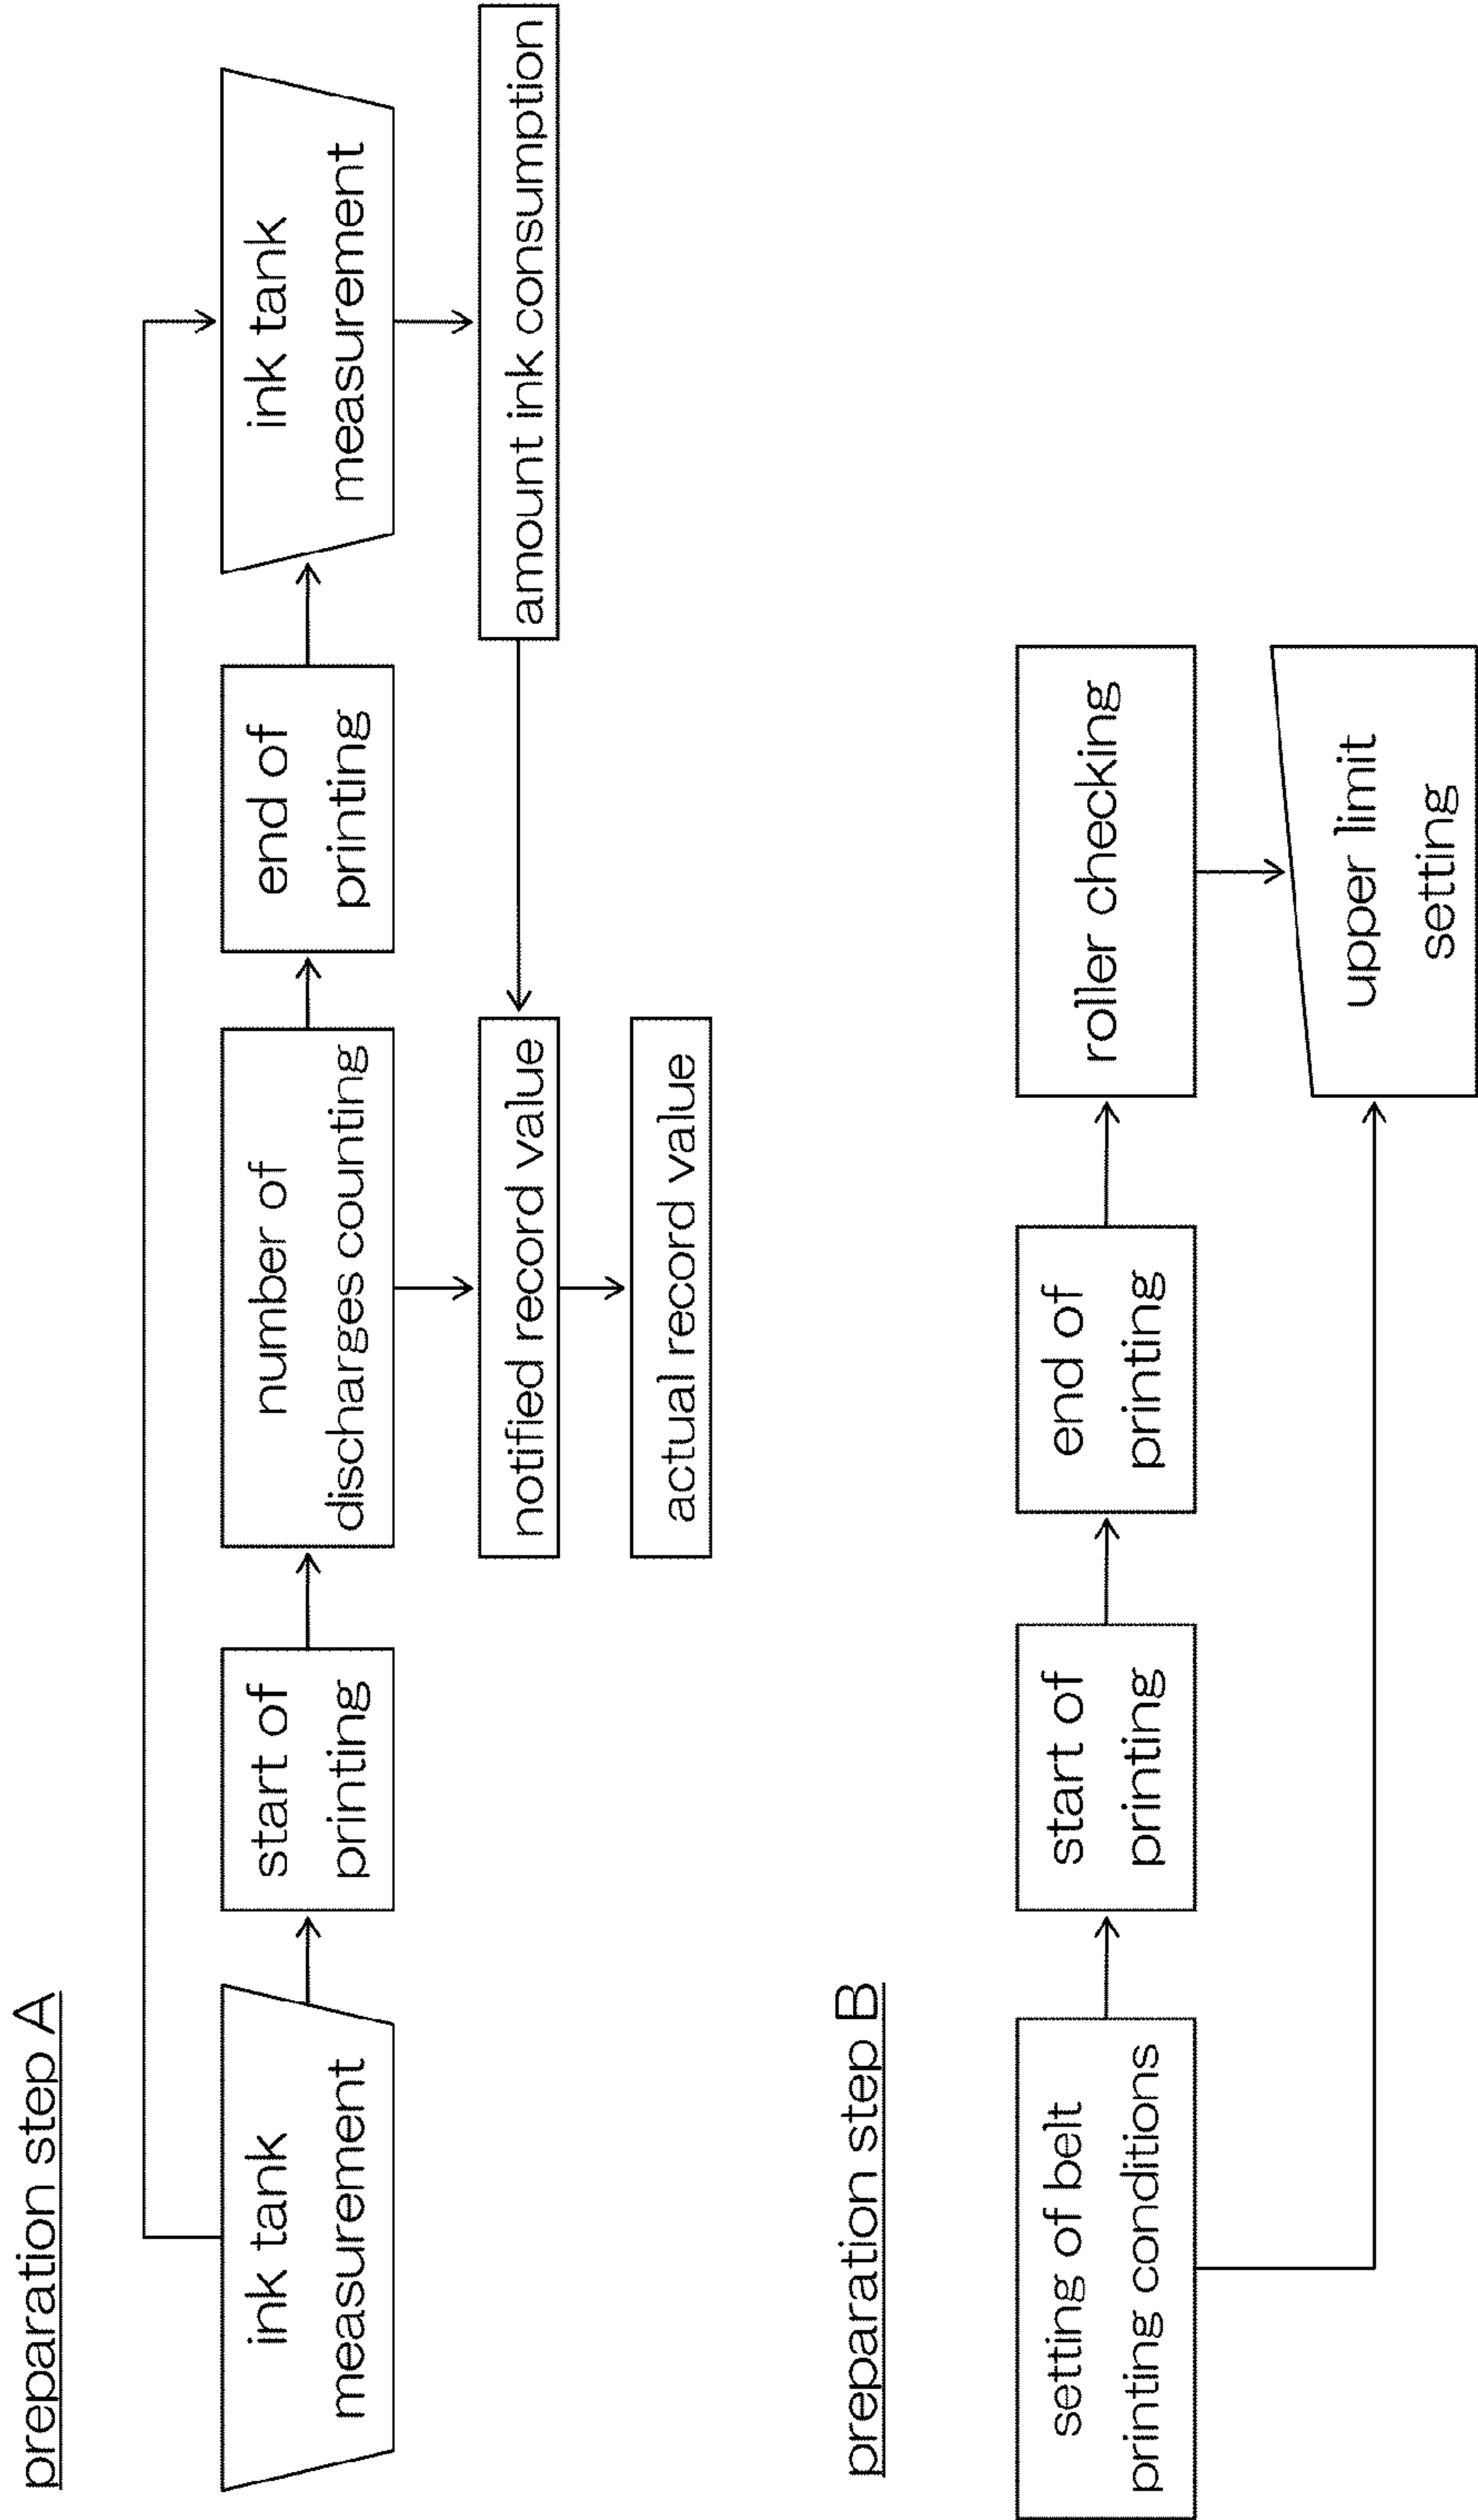 preparation step A
ink tank
measurement
start of
printing
number of
discharges counting
end of
printing
ink tank
measurement
notified record value
amount ink consumption
actual record value
preparation step B
setting of belt
printing conditions
start of
printing
end of
printing
roller checking
upper limit
setting